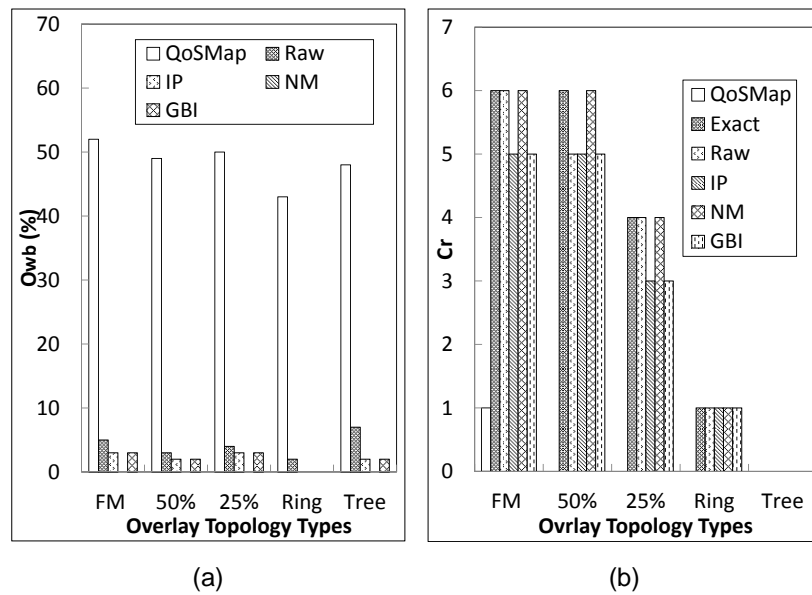 70
60
50
40
30
20
10
0
Owb (%)
QoSMap Raw
IP NM
GBI
FM 50% 25% Ring Tree
Overlay Topology Types
(a)
7
6
5
4
3
2
1
0
Cr
QoSMap
Exact
Raw
IP
NM
GBI
FM 50% 25% Ring Tree
Ovrlay Topology Types
(b)